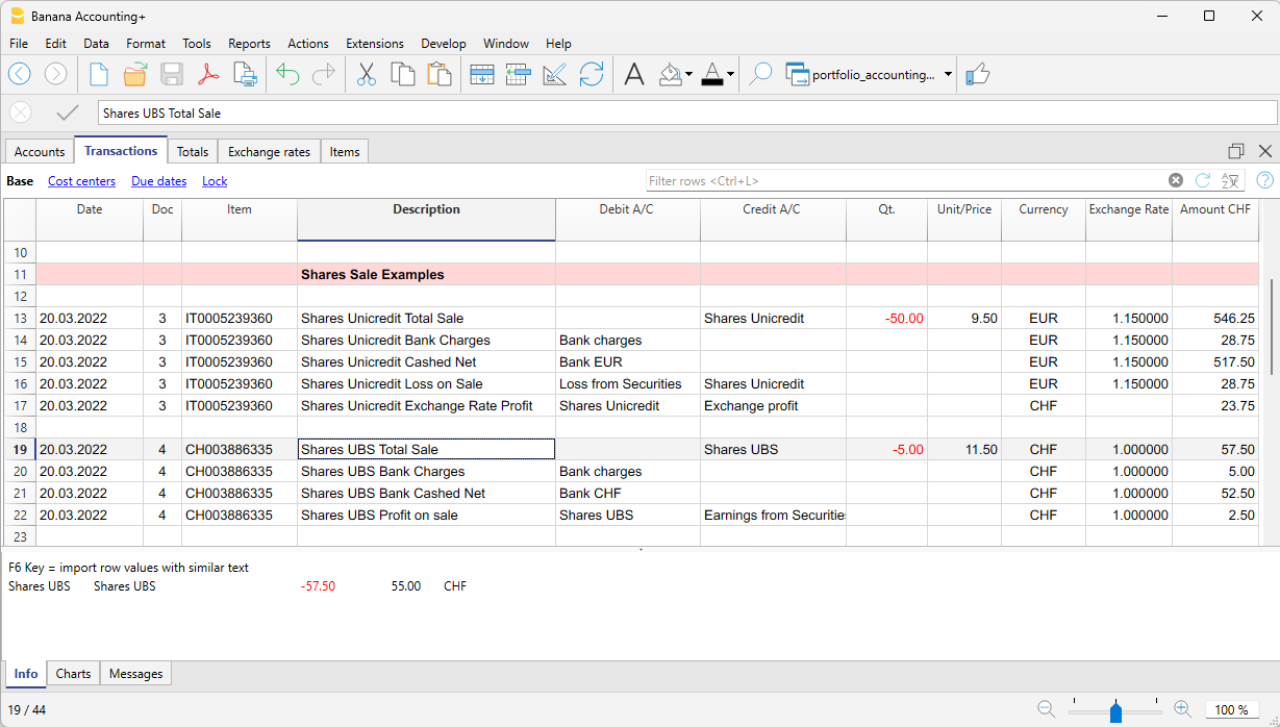 Banana Accounting+
File Edit Data Format Tools Reports Actions Extensions Develop Window Help
portfolio_accounting...
Shares UBS Total Sale
Accounts Transactions Totals Exchange rates Items
Base Cost centers Due dates Lock Filter rows <Ctrl+L>
Date Doc Item Description Debit A/C Credit A/C Qt. Unit/Price Currency Exchange Rate Amount CHF
10
11 Shares Sale Examples
12
13 20.03.2022 3 IT0005239360 Shares Unicredit Total Sale Shares Unicredit -50.00 9.50 EUR 1.150000 546.25
14 20.03.2022 3 IT0005239360 Shares Unicredit Bank Charges Bank charges EUR 1.150000 28.75
15 20.03.2022 3 IT0005239360 Shares Unicredit Cashed Net Bank EUR EUR 1.150000 517.50
16 20.03.2022 3 IT0005239360 Shares Unicredit Loss on Sale Loss from Securities Shares Unicredit EUR 1.150000 28.75
17 20.03.2022 3 IT0005239360 Shares Unicredit Exchange Rate Profit Shares Unicredit Exchange profit CHF 23.75
18
19 20.03.2022 4 CH003886335 Shares UBS Total Sale Shares UBS -5.00 11.50 CHF 1.000000 57.50
20 20.03.2022 4 CH003886335 Shares UBS Bank Charges Bank charges CHF 1.000000 5.00
21 20.03.2022 4 CH003886335 Shares UBS Bank Cashed Net Bank CHF CHF 1.000000 52.50
22 20.03.2022 4 CH003886335 Shares UBS Profit on sale Shares UBS Earnings from Securitie CHF 1.000000 2.50
23
F6 Key = import row values with similar text
Shares UBS Shares UBS -57.50 55.00 CHF
Info Charts Messages
19 / 44 100 %